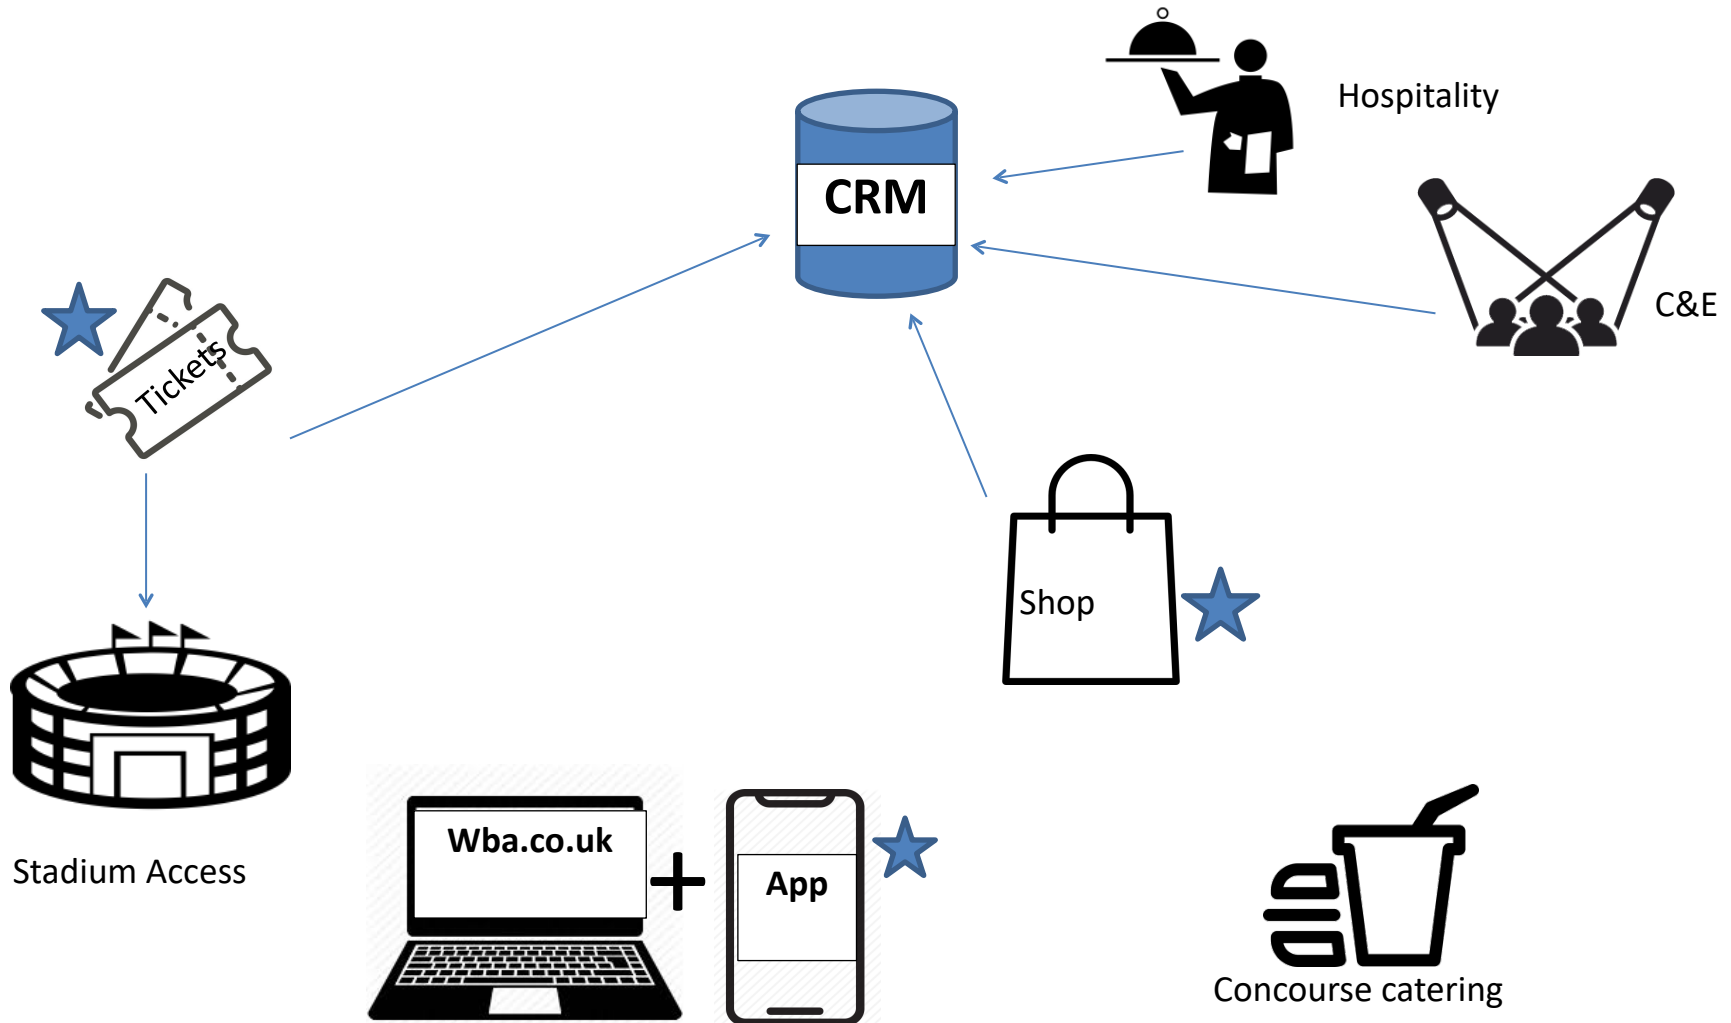 Hospitality
CRM
C&E
Tickets
Shop
Wba.co.uk
App
Stadium Access
Concourse catering